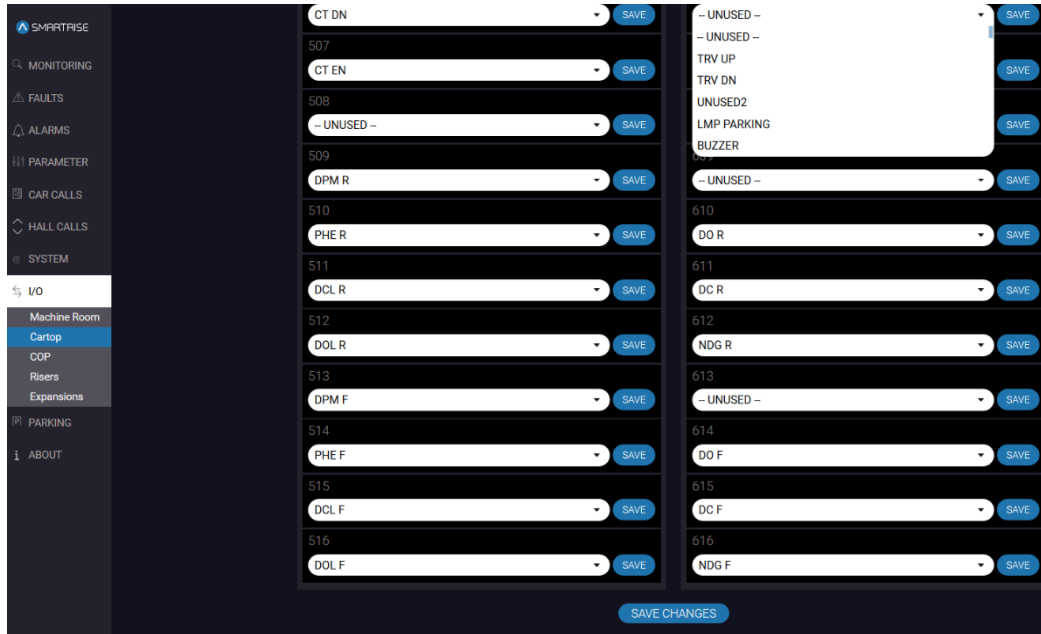 SMARTRISE
MONITORING
FAULTS
ALARMS
PARAMETER
CAR CALLS
HALL CALLS
SYSTEM
I/O
Machine Room
Cartop
COP
Risers
Expansions
PARKING
ABOUT
CT DN
SAVE
507
CT EN
SAVE
508
-- UNUSED --
SAVE
509
DPM R
SAVE
510
PHE R
SAVE
511
DCL R
SAVE
512
DOL R
SAVE
513
DPM F
SAVE
514
PHE F
SAVE
515
DCL F
SAVE
516
DOL F
SAVE
-- UNUSED --
SAVE
-- UNUSED --
TRV UP
SAVE
TRV DN
UNUSED2
LMP PARKING
SAVE
BUZZER
-- UNUSED --
SAVE
610
DO R
SAVE
611
DC R
SAVE
612
NDG R
SAVE
613
-- UNUSED --
SAVE
614
DO F
SAVE
615
DC F
SAVE
616
NDG F
SAVE
SAVE CHANGES